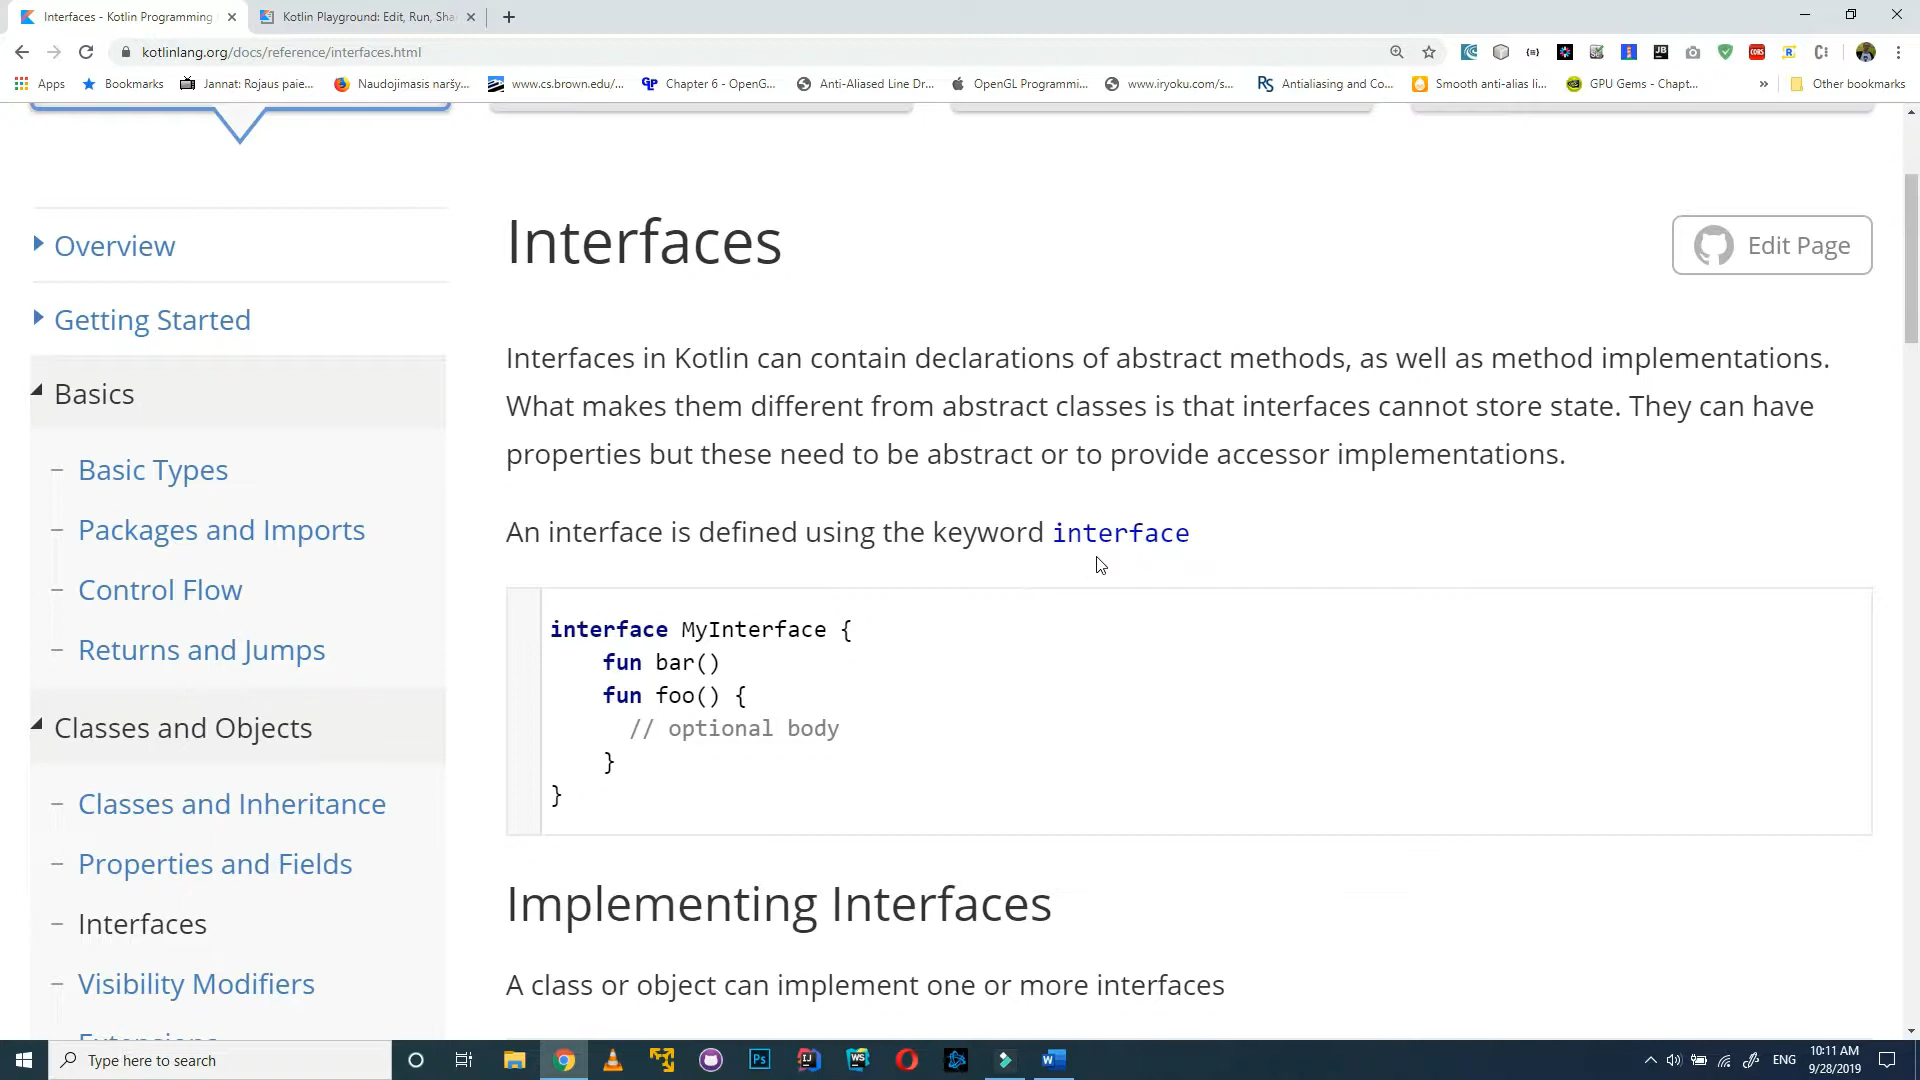 Interfaces - Kotlin Programming
Kotlin Playground: Edit, Run, Sha
kotlinlang.org/docs/reference/interfaces.html
Apps
Bookmarks
Jannat: Rojaus paie...
Naudojimasis naršy...
www.cs.brown.edu/...
Chapter 6 - OpenG...
Anti-Aliased Line Dr...
OpenGL Programmi...
www.iryoku.com/s...
Antialiasing and Co...
Smooth anti-alias li...
GPU Gems - Chapt...
»
Other bookmarks
Overview
Getting Started
Basics
Basic Types
Packages and Imports
Control Flow
Returns and Jumps
Classes and Objects
Classes and Inheritance
Properties and Fields
Interfaces
Visibility Modifiers
Extensions
Interfaces
Edit Page
Interfaces in Kotlin can contain declarations of abstract methods, as well as method implementations.
What makes them different from abstract classes is that interfaces cannot store state. They can have
properties but these need to be abstract or to provide accessor implementations.
An interface is defined using the keyword interface
interface MyInterface {
fun bar()
fun foo() {
// optional body
}
}
Implementing Interfaces
A class or object can implement one or more interfaces
Type here to search
ENG
10:11 AM
9/28/2019